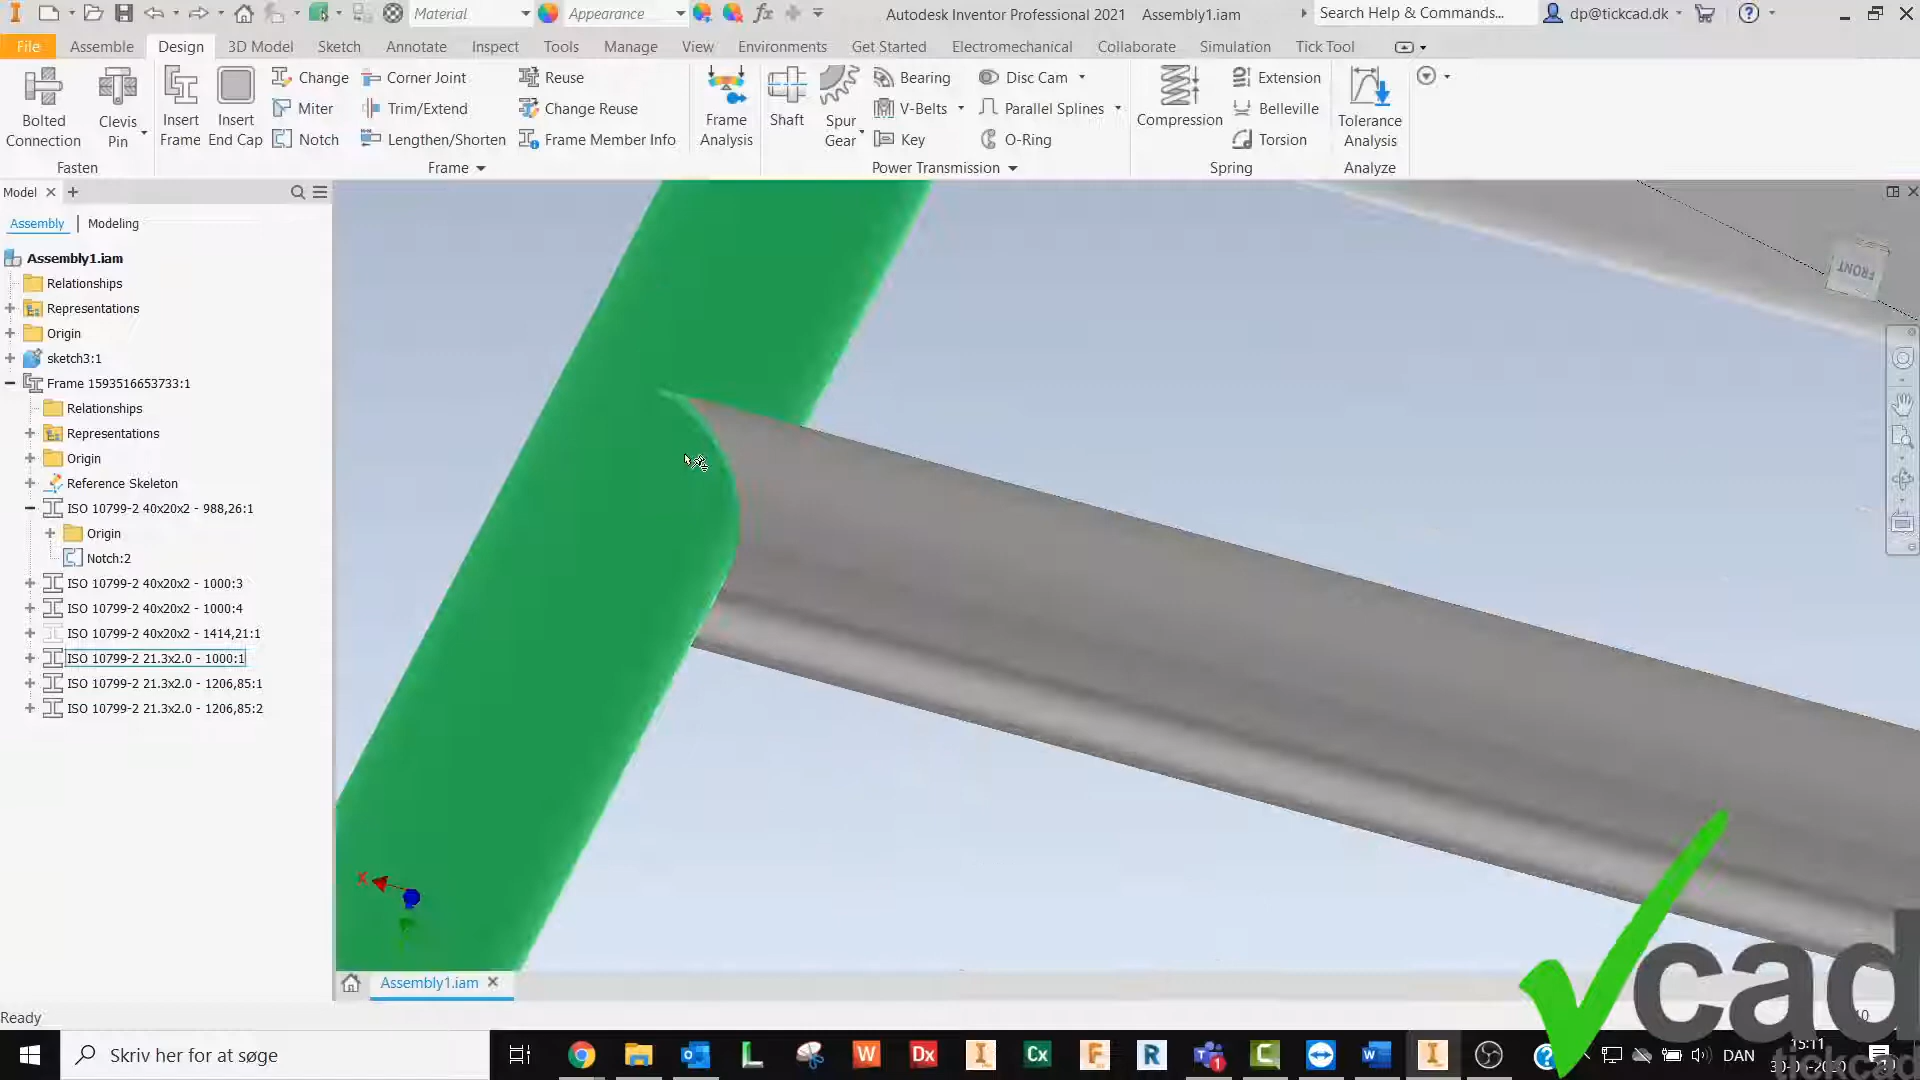 Material
Appearance
fx
Autodesk Inventor Professional 2021 Assembly1.iam
Search Help & Commands...
dp@tickcad.dk
File Assemble Design 3D Model Sketch Annotate Inspect Tools Manage View Environments Get Started Electromechanical Collaborate Simulation Tick Tool
Bolted Connection
Clevis Pin
Fasten
Insert Frame
Insert End Cap
Change
Miter
Notch
Corner Joint
Trim/Extend
Lengthen/Shorten
Reuse
Change Reuse
Frame Member Info
Frame
Frame Analysis
Shaft
Spur Gear
Bearing
V-Belts
Key
Disc Cam
Parallel Splines
O-Ring
Power Transmission
Compression
Extension
Belleville
Torsion
Spring
Tolerance Analysis
Analyze
Model
Assembly Modeling
Assembly1.iam
Relationships
Representations
Origin
sketch3:1
Frame 1593516653733:1
Relationships
Representations
Origin
Reference Skeleton
ISO 10799-2 40x20x2 - 988,26:1
Origin
Notch:2
ISO 10799-2 40x20x2 - 1000:3
ISO 10799-2 40x20x2 - 1000:4
ISO 10799-2 40x20x2 - 1414,21:1
ISO 10799-2 21.3x2.0 - 1000:1
ISO 10799-2 21.3x2.0 - 1206,85:1
ISO 10799-2 21.3x2.0 - 1206,85:2
FRONT
X
Assembly1.iam
Ready
cad
tickcad
Skriv her for at søge
DAN
15:11